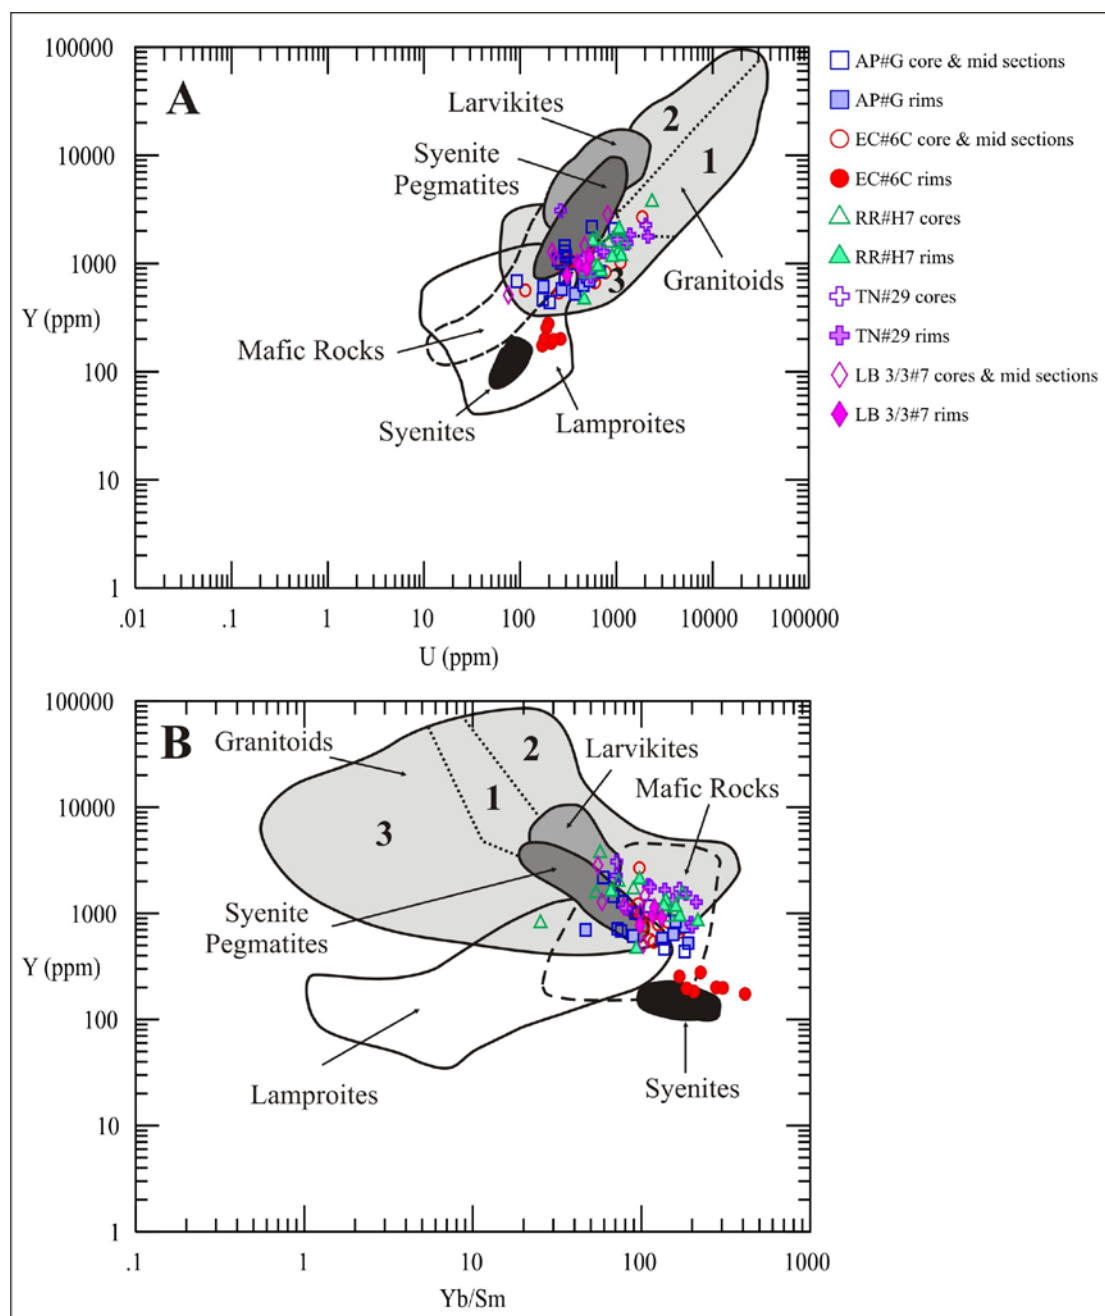 100000
10000
1000
Y (ppm)
100
10
1
.01
.1
1
10
100
1000
10000
100000
U (ppm)
A
Larvikites
Syenite
Pegmatites
2
1
3
Granitoids
Mafic Rocks
Syenites
Lamproites
AP#G core & mid sections
AP#G rims
EC#6C core & mid sections
EC#6C rims
RR#H7 cores
RR#H7 rims
TN#29 cores
TN#29 rims
LB 3/3#7 cores & mid sections
LB 3/3#7 rims
100000
10000
1000
Y (ppm)
100
10
1
.1
1
10
100
1000
Yb/Sm
B
Granitoids
2
Larvikites
1
Mafic Rocks
3
Syenite
Pegmatites
Lamproites
Syenites